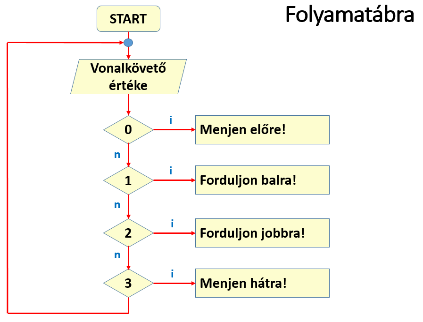 Folyamatábra
START
Vonalkövető
értéke
0
i
Menjen előre!
n
1
i
Forduljon balra!
n
2
i
Forduljon jobbra!
n
3
i
Menjen hátra!